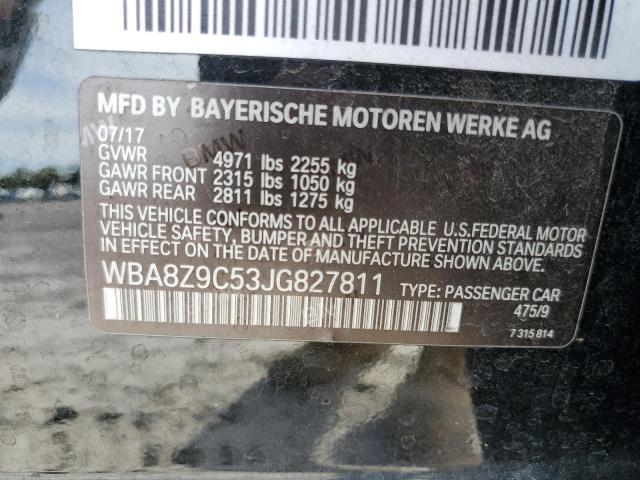 MFD BY BAYERISCHE MOTOREN WERKE AG
07/17
GVWR 4971 lbs 2255 kg
GAWR FRONT 2315 lbs 1050 kg
GAWR REAR 2811 lbs 1275 kg
THIS VEHICLE CONFORMS TO ALL APPLICABLE U.S.FEDERAL MOTOR
VEHICLE SAFETY, BUMPER AND THEFT PREVENTION STANDARDS
IN EFFECT ON THE DATE OF MANUFACTURE SHOWN ABOVE.
WBA8Z9C53JG827811 TYPE: PASSENGER CAR
475/9
7 315 814